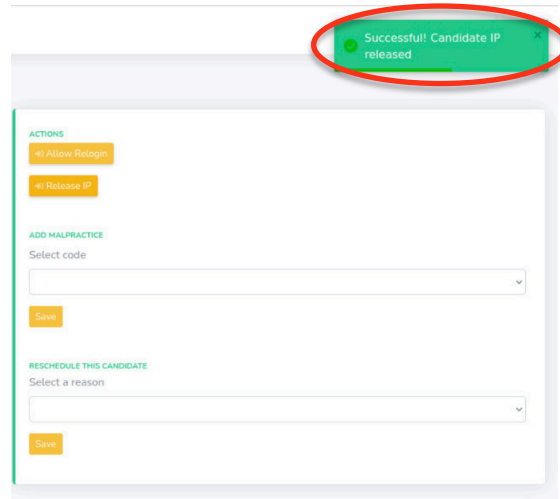 Successful! Candidate IP
released
ACTIONS
Allow Relogin
Release IP
ADD MALPRACTICE
Select code
Save
RESCHEDULE THIS CANDIDATE
Select a reason
Save